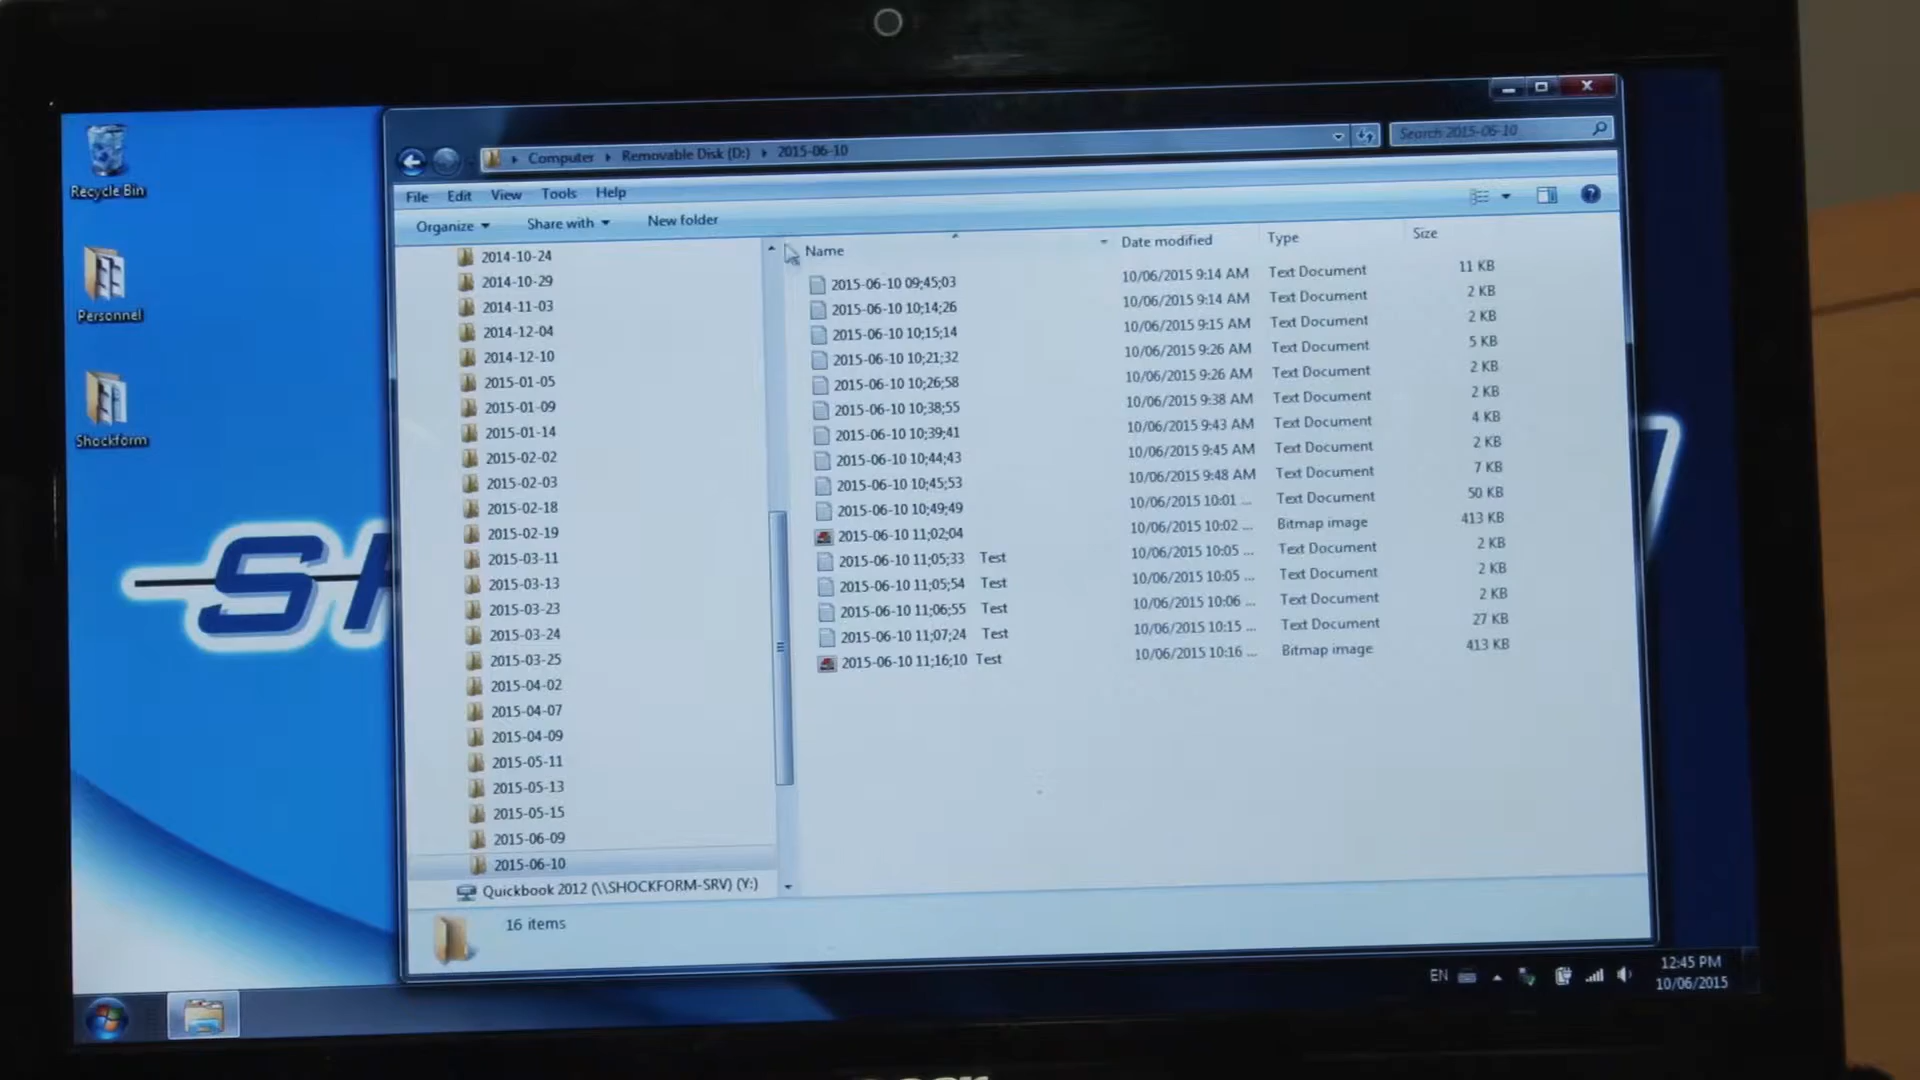 Recycle Bin
Personnel
Shockform
Computer Removable Disk (D:) 2015-06-10
Search 2015-06-10
File Edit View Tools Help
Organize Share with New folder
2014-10-24
2014-10-29
2014-11-03
2014-12-04
2014-12-10
2015-01-05
2015-01-09
2015-01-14
2015-02-02
2015-02-03
2015-02-18
2015-02-19
2015-03-11
2015-03-13
2015-03-23
2015-03-24
2015-03-25
2015-04-02
2015-04-07
2015-04-09
2015-05-11
2015-05-13
2015-05-15
2015-06-09
2015-06-10
Quickbook 2012 (\\SHOCKFORM-SRV) (Y:)
Name Date modified Type Size
2015-06-10 09;45;03 10/06/2015 9:14 AM Text Document 11 KB
2015-06-10 10;14;26 10/06/2015 9:14 AM Text Document 2 KB
2015-06-10 10;15;14 10/06/2015 9:15 AM Text Document 2 KB
2015-06-10 10;21;32 10/06/2015 9:26 AM Text Document 5 KB
2015-06-10 10;26;58 10/06/2015 9:26 AM Text Document 2 KB
2015-06-10 10;38;55 10/06/2015 9:38 AM Text Document 2 KB
2015-06-10 10;39;41 10/06/2015 9:43 AM Text Document 4 KB
2015-06-10 10;44;43 10/06/2015 9:45 AM Text Document 2 KB
2015-06-10 10;45;53 10/06/2015 9:48 AM Text Document 7 KB
2015-06-10 10;49;49 10/06/2015 10:01 ... Text Document 50 KB
2015-06-10 11;02;04 10/06/2015 10:02 ... Bitmap image 413 KB
2015-06-10 11;05;33 Test 10/06/2015 10:05 ... Text Document 2 KB
2015-06-10 11;05;54 Test 10/06/2015 10:05 ... Text Document 2 KB
2015-06-10 11;06;55 Test 10/06/2015 10:06 ... Text Document 2 KB
2015-06-10 11;07;24 Test 10/06/2015 10:15 ... Text Document 27 KB
2015-06-10 11;16;10 Test 10/06/2015 10:16 ... Bitmap image 413 KB
16 items
EN
12:45 PM
10/06/2015